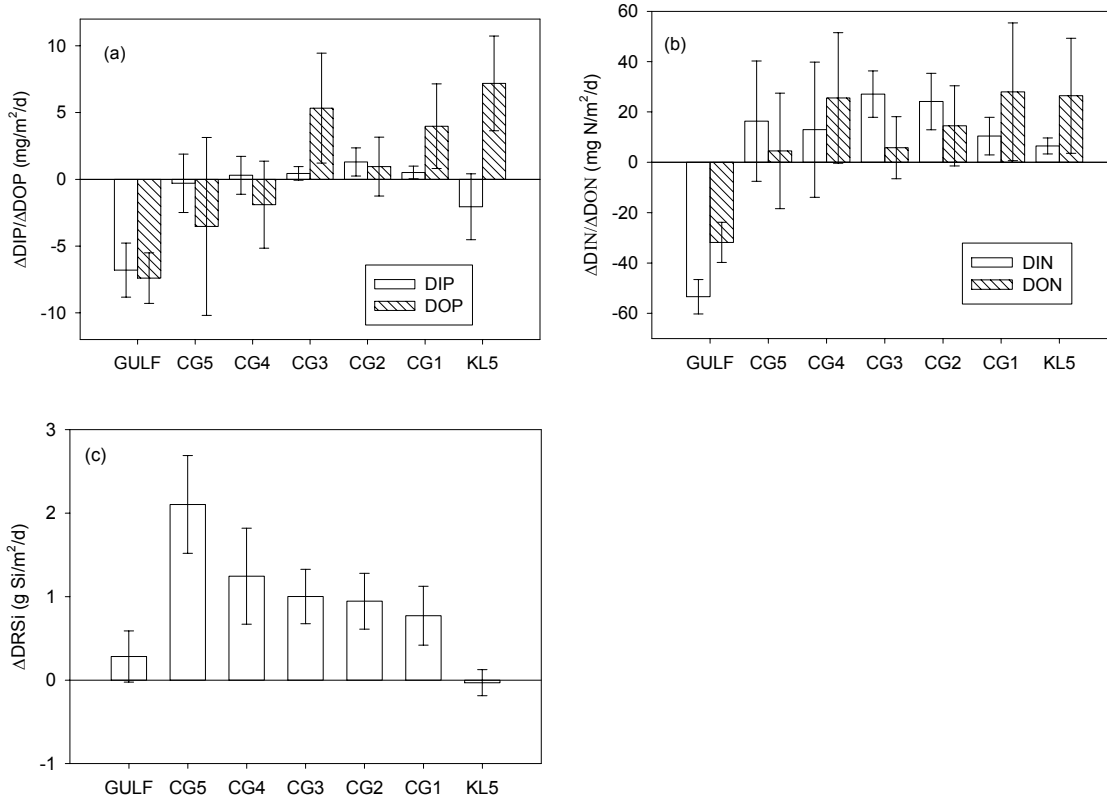 (a)
ΔDIP/ΔDOP (mg/m²/d)
10
5
0
-5
-10
DIP
DOP
GULF CG5 CG4 CG3 CG2 CG1 KL5
(b)
ΔDIN/ΔDON (mg N/m²/d)
60
40
20
0
-20
-40
-60
DIN
DON
GULF CG5 CG4 CG3 CG2 CG1 KL5
(c)
ΔDRSi (g Si/m²/d)
3
2
1
0
-1
GULF CG5 CG4 CG3 CG2 CG1 KL5